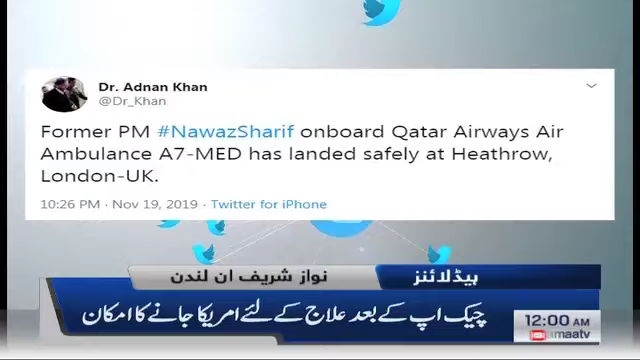 Dr. Adnan Khan
@Dr_Khan
Former PM #NawazSharif onboard Qatar Airways Air
Ambulance A7-MED has landed safely at Heathrow,
London-UK.
10:26 PM · Nov 19, 2019 · Twitter for iPhone
ہیڈلائنز
نواز شریف ان لندن
چیک اپ کے بعد علاج کے لئے امریکا جانے کا امکان
12:00 AM
samaatv